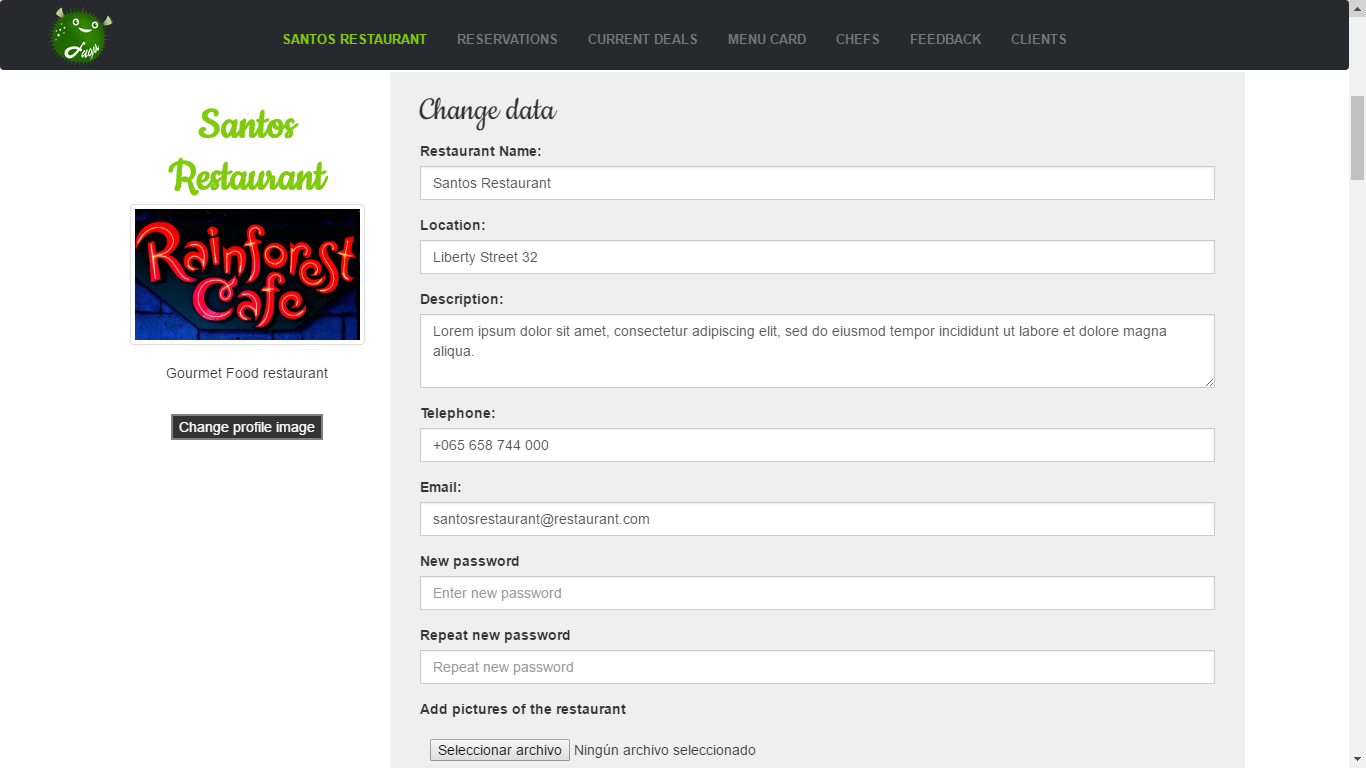 Fugu
SANTOS RESTAURANT RESERVATIONS CURRENT DEALS MENU CARD CHEFS FEEDBACK CLIENTS
Santos
Restaurant
Rainforest
Cafe
Gourmet Food restaurant
Change profile image
Change data
Restaurant Name:
Santos Restaurant
Location:
Liberty Street 32
Description:
Lorem ipsum dolor sit amet, consectetur adipiscing elit, sed do eiusmod tempor incididunt ut labore et dolore magna
aliqua.
Telephone:
+065 658 744 000
Email:
santosrestaurant@restaurant.com
New password
Enter new password
Repeat new password
Repeat new password
Add pictures of the restaurant
Seleccionar archivo Ningún archivo seleccionado